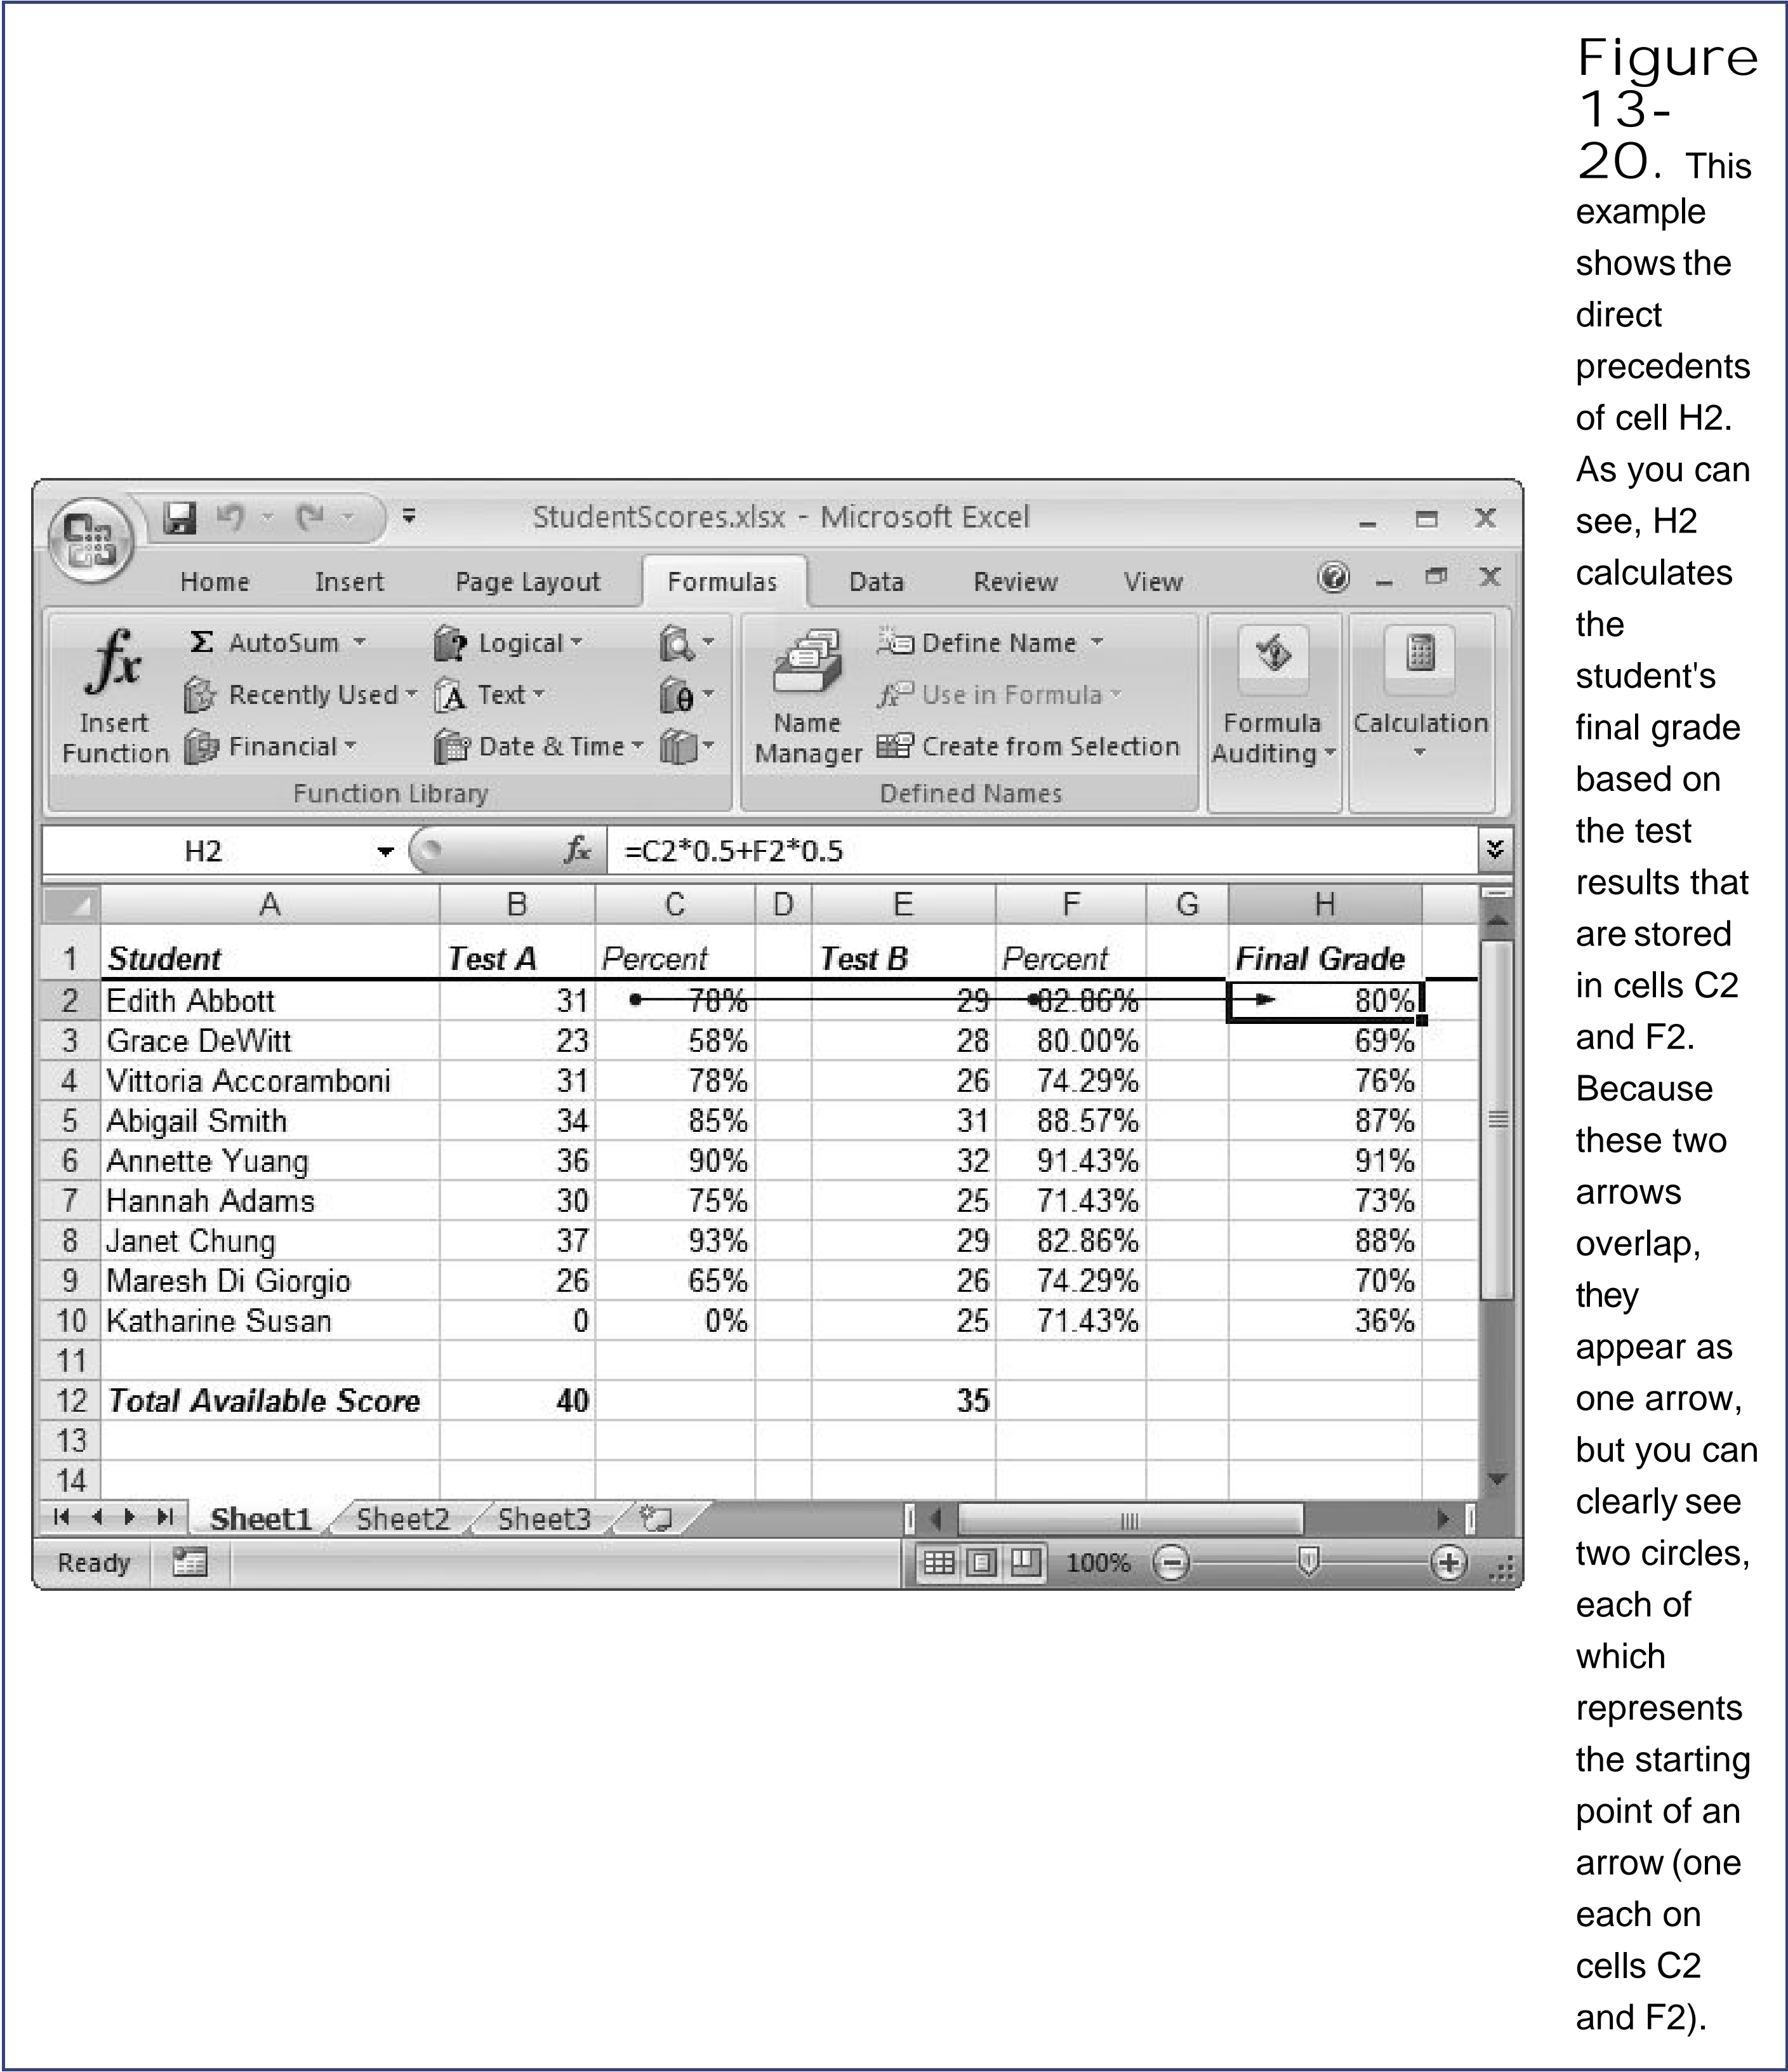 StudentScores.xlsx - Microsoft Excel
Home Insert Page Layout Formulas Data Review View
fx Σ AutoSum Logical Define Name
Recently Used A Text θ fx Use in Formula
Insert Function Financial Date & Time Name Manager Create from Selection Formula Auditing Calculation
Function Library Defined Names
H2 fx =C2*0.5+F2*0.5
A B C D E F G H
1 Student Test A Percent Test B Percent Final Grade
2 Edith Abbott 31 78% 29 82.86% 80%
3 Grace DeWitt 23 58% 28 80.00% 69%
4 Vittoria Accoramboni 31 78% 26 74.29% 76%
5 Abigail Smith 34 85% 31 88.57% 87%
6 Annette Yuang 36 90% 32 91.43% 91%
7 Hannah Adams 30 75% 25 71.43% 73%
8 Janet Chung 37 93% 29 82.86% 88%
9 Maresh Di Giorgio 26 65% 26 74.29% 70%
10 Katharine Susan 0 0% 25 71.43% 36%
11
12 Total Available Score 40 35
13
14
Sheet1 Sheet2 Sheet3
Ready 100%
Figure
13-
20. This
example
shows the
direct
precedents
of cell H2.
As you can
see, H2
calculates
the
student's
final grade
based on
the test
results that
are stored
in cells C2
and F2.
Because
these two
arrows
overlap,
they
appear as
one arrow,
but you can
clearly see
two circles,
each of
which
represents
the starting
point of an
arrow (one
each on
cells C2
and F2).